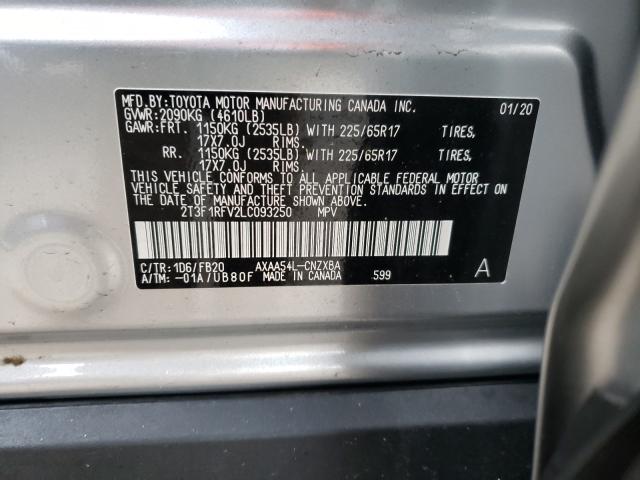 MFD.BY:TOYOTA MOTOR MANUFACTURING CANADA INC. 01/20
GVWR:2090KG (4610LB)
GAWR:FRT. 1150KG (2535LB) WITH 225/65R17 TIRES,
17X7.0J RIMS.
RR. 1150KG (2535LB) WITH 225/65R17 TIRES,
17X7.0J RIMS.
THIS VEHICLE CONFORMS TO ALL APPLICABLE FEDERAL MOTOR
VEHICLE SAFETY AND THEFT PREVENTION STANDARDS IN EFFECT ON
THE DATE OF MANUFACTURE SHOWN ABOVE.
2T3F1RFV2LC093250 MPV
C/TR:1D6/FB20 AXAA54L-CNZXBA
A/TM:-01A/UB80F MADE IN CANADA 599 A